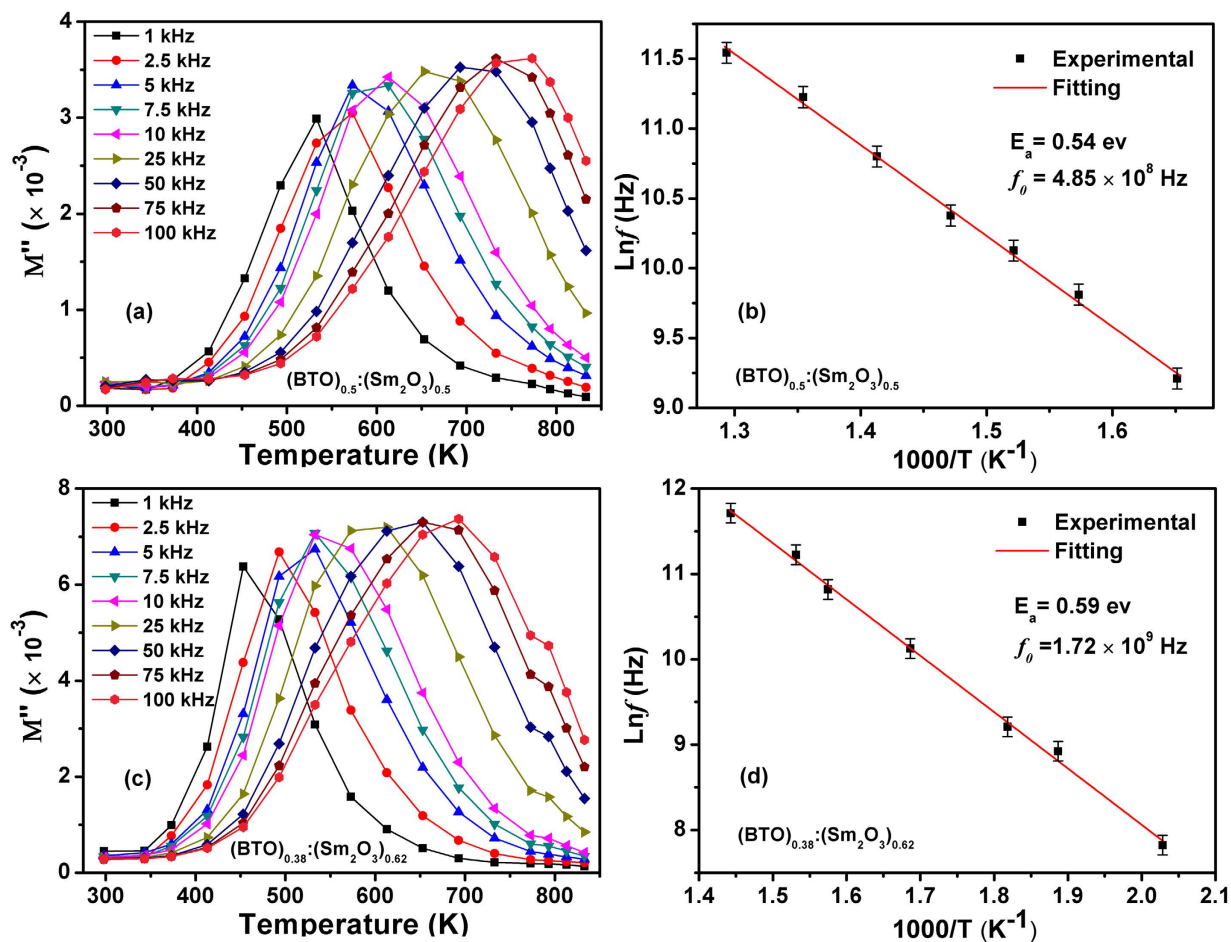 1 kHz
2.5 kHz
5 kHz
7.5 kHz
10 kHz
25 kHz
50 kHz
75 kHz
100 kHz
(a)
(BTO)0.5:(Sm2O3)0.5
M'' (× 10⁻³)
0
1
2
3
4
300 400 500 600 700 800
Temperature (K)
Experimental
Fitting
Ea= 0.54 ev
f0 = 4.85 × 10⁸ Hz
(b)
(BTO)0.5:(Sm2O3)0.5
Lnf (Hz)
9.0
9.5
10.0
10.5
11.0
11.5
1.3 1.4 1.5 1.6
1000/T (K⁻¹)
1 kHz
2.5 kHz
5 kHz
7.5 kHz
10 kHz
25 kHz
50 kHz
75 kHz
100 kHz
(c)
(BTO)0.38:(Sm2O3)0.62
M'' (× 10⁻³)
0
2
4
6
8
300 400 500 600 700 800
Temperature (K)
Experimental
Fitting
Ea= 0.59 ev
f0 =1.72 × 10⁹ Hz
(d)
(BTO)0.38:(Sm2O3)0.62
Lnf (Hz)
8
9
10
11
12
1.4 1.5 1.6 1.7 1.8 1.9 2.0 2.1
1000/T (K⁻¹)